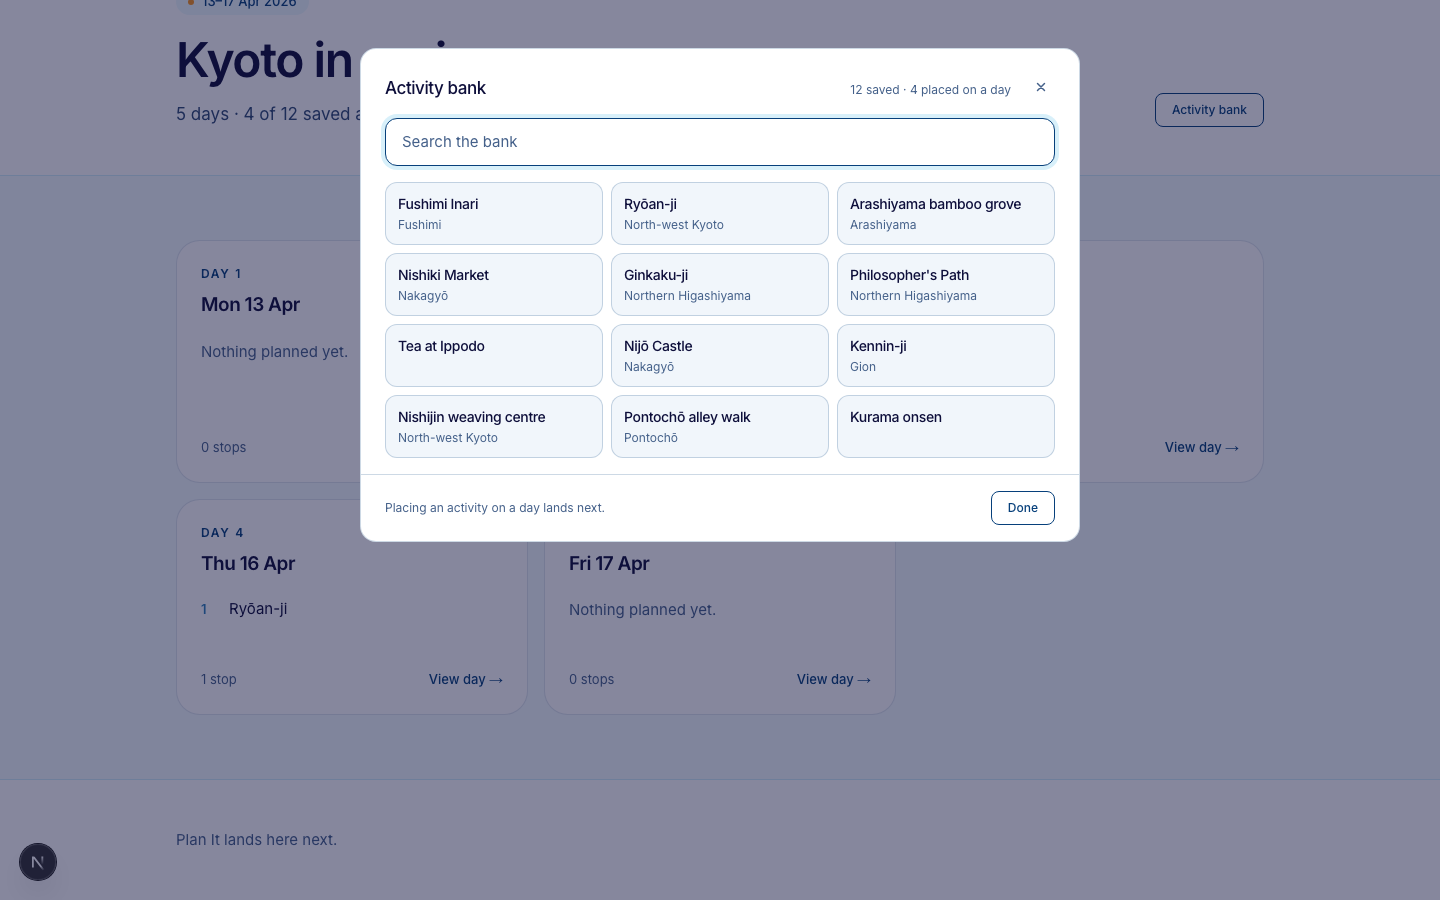 13–17 Apr 2026
Kyoto in
5 days · 4 of 12 saved
Activity bank
Activity bank
12 saved · 4 placed on a day
×
Search the bank
Fushimi Inari
Fushimi
Ryōan-ji
North-west Kyoto
Arashiyama bamboo grove
Arashiyama
Nishiki Market
Nakagyō
Ginkaku-ji
Northern Higashiyama
Philosopher's Path
Northern Higashiyama
Tea at Ippodo
Nijō Castle
Nakagyō
Kennin-ji
Gion
Nishijin weaving centre
North-west Kyoto
Pontochō alley walk
Pontochō
Kurama onsen
Placing an activity on a day lands next.
Done
DAY 1
Mon 13 Apr
Nothing planned yet.
0 stops
View day →
DAY 4
Thu 16 Apr
1 Ryōan-ji
1 stop
View day →
Fri 17 Apr
Nothing planned yet.
0 stops
View day →
Plan It lands here next.
N